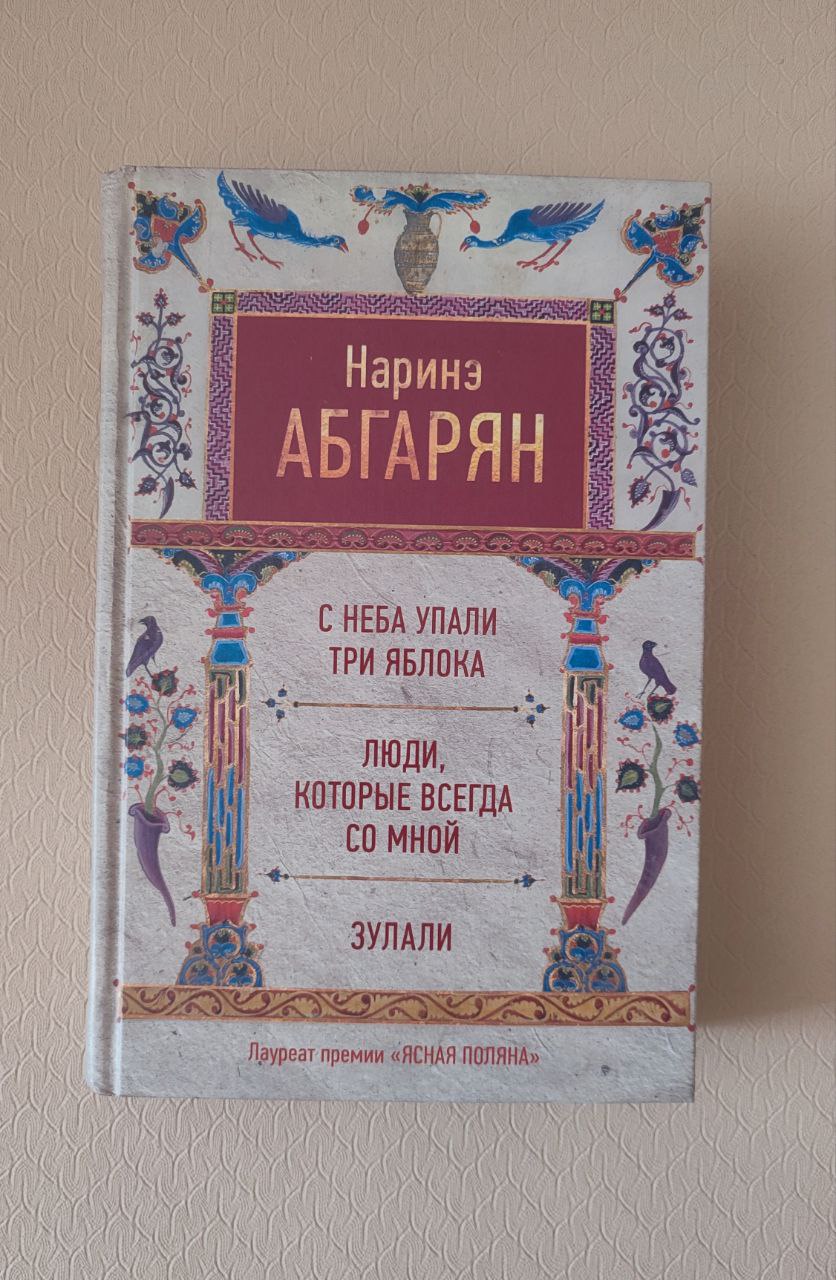 Наринэ
АБГАРЯН
С НЕБА УПАЛИ
ТРИ ЯБЛОКА
ЛЮДИ,
КОТОРЫЕ ВСЕГДА
СО МНОЙ
ЗУЛАЛИ
Лауреат премии «ЯСНАЯ ПОЛЯНА»